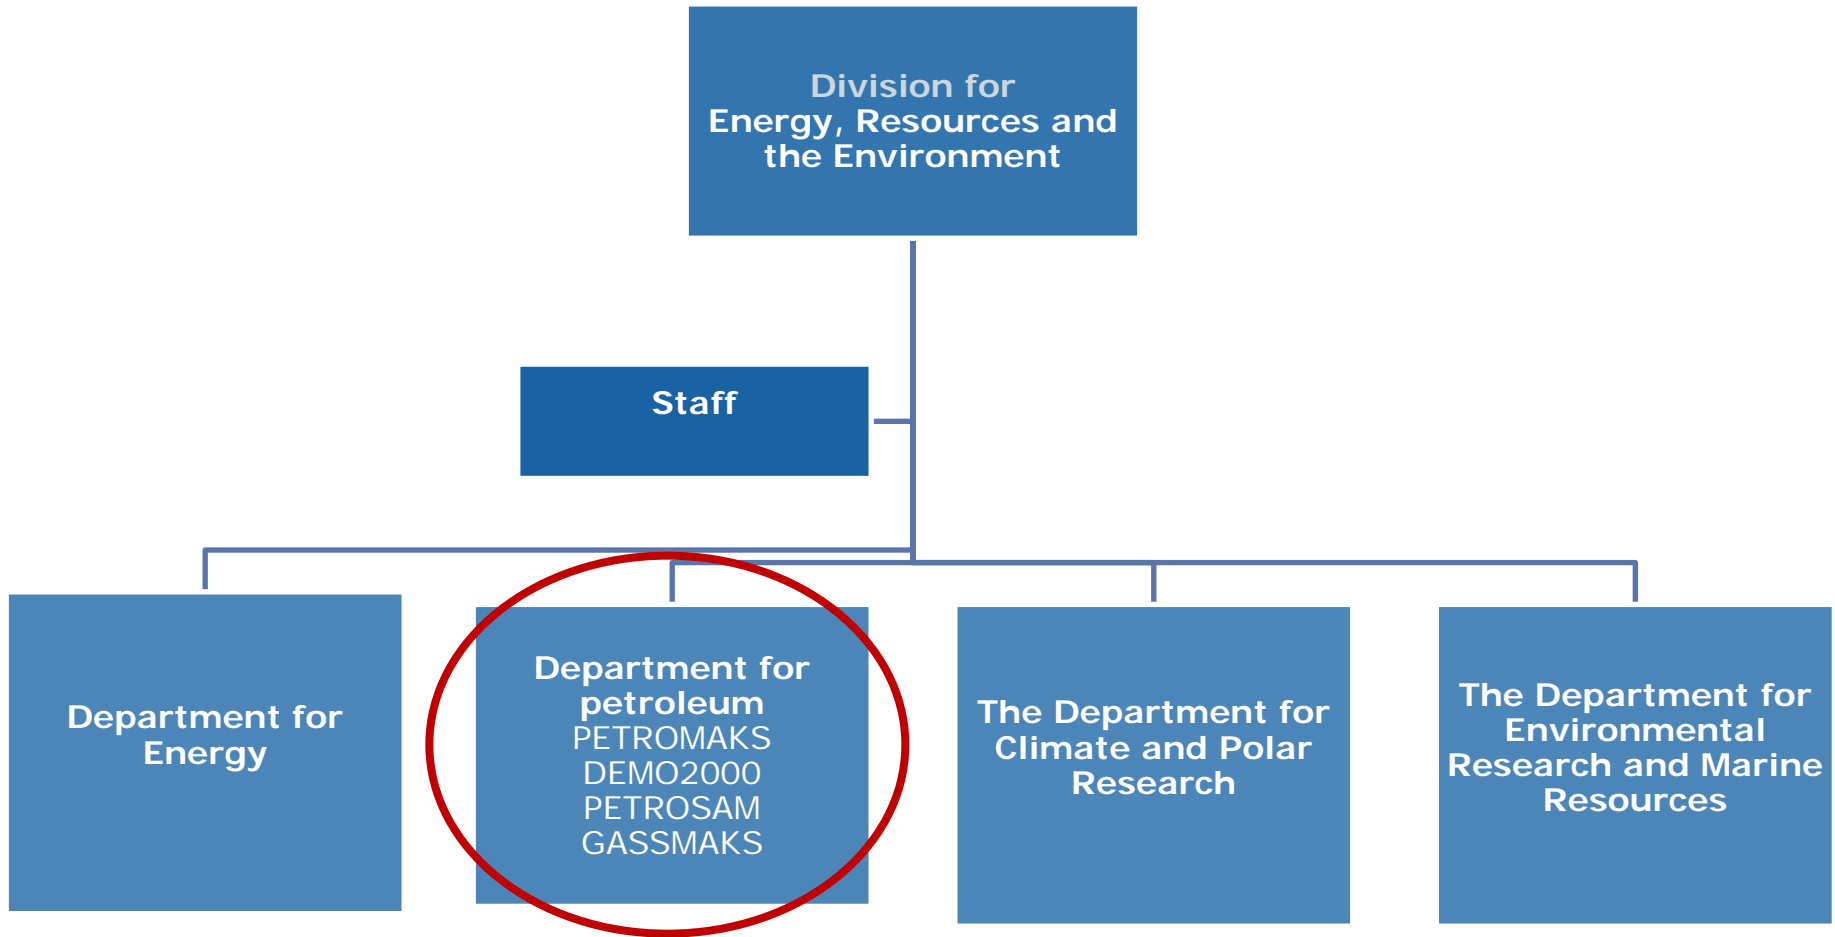 Division for
Energy, Resources and
the Environment
Staff
Department for
Energy
Department for
petroleum
PETROMAKS
DEMO2000
PETROSAM
GASSMAKS
The Department for
Climate and Polar
Research
The Department for
Environmental
Research and Marine
Resources